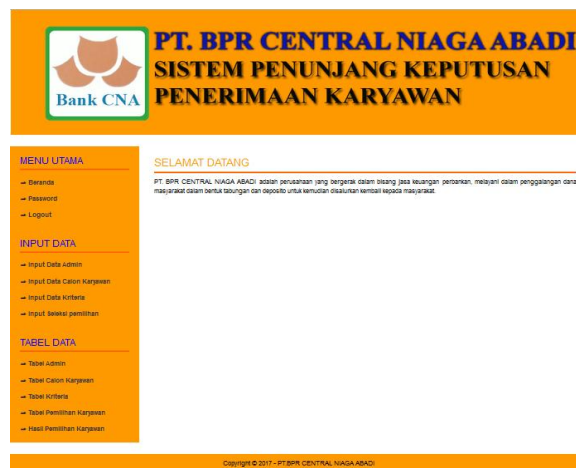 PT. BPR CENTRAL NIAGA ABADI
SISTEM PENUNJANG KEPUTUSAN
PENERIMAAN KARYAWAN
Bank CNA
MENU UTAMA
Beranda
Password
Logout
INPUT DATA
Input Data Admin
Input Data Calon Karyawan
Input Data Kriteria
Input Seleksi pemilihan
TABEL DATA
Tabel Admin
Tabel Calon Karyawan
Tabel Kriteria
Tabel Pemilihan Karyawan
Hasil Pemilihan Karyawan
SELAMAT DATANG
PT. BPR CENTRAL NIAGA ABADI adalah perusahaan yang bergerak dalam bisang jasa keuangan perbankan, melayani dalam penggalangan dana
masyarakat dalam bentuk tabungan dan deposito untuk kemudian disalurkan kembali kepada masyarakat.
Copyright © 2017 - PT.BPR CENTRAL NIAGA ABADI